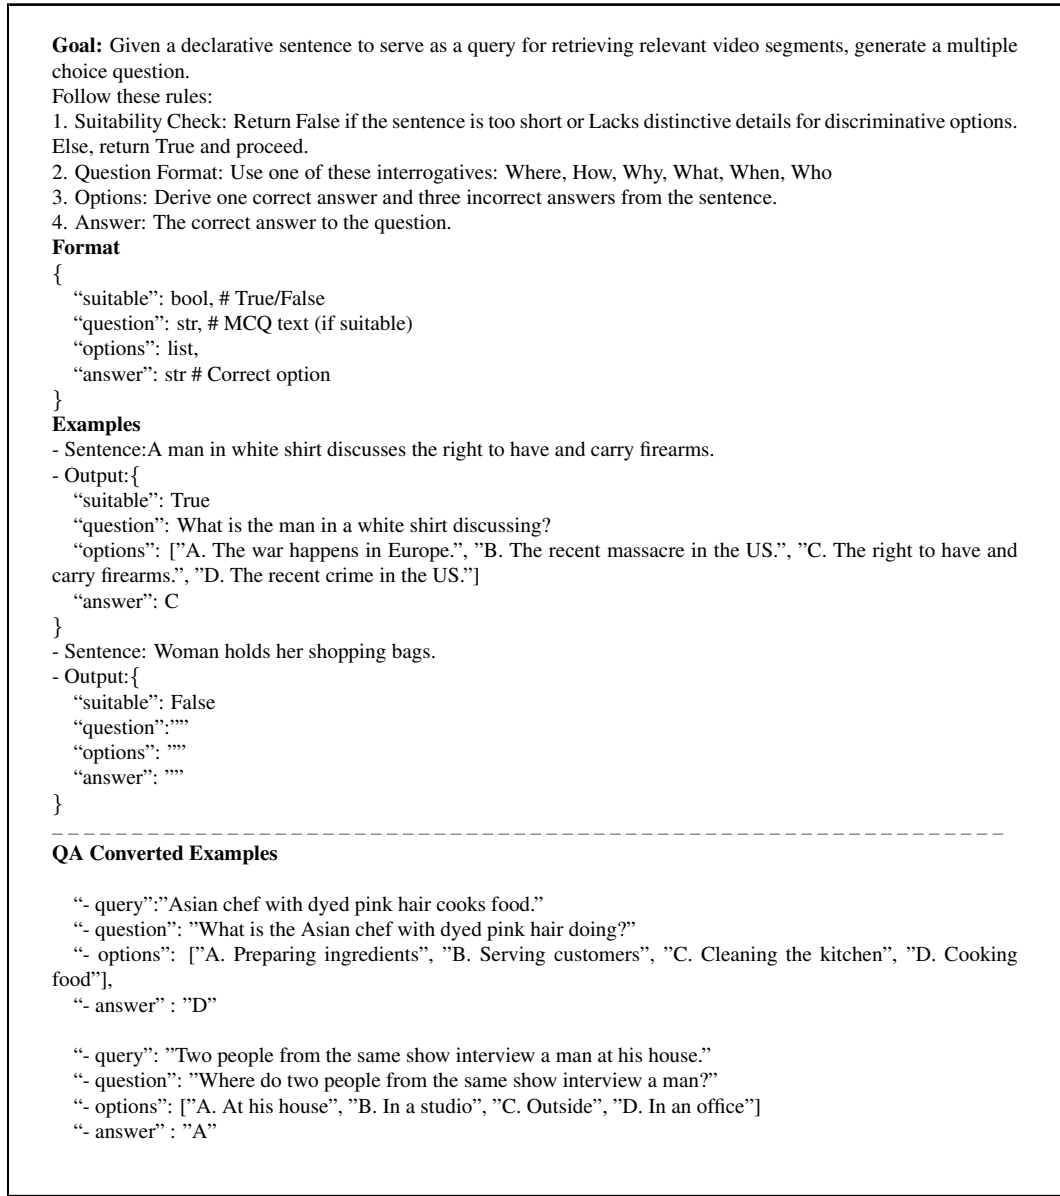 Goal: Given a declarative sentence to serve as a query for retrieving relevant video segments, generate a multiple
choice question.
Follow these rules:
1. Suitability Check: Return False if the sentence is too short or Lacks distinctive details for discriminative options.
Else, return True and proceed.
2. Question Format: Use one of these interrogatives: Where, How, Why, What, When, Who
3. Options: Derive one correct answer and three incorrect answers from the sentence.
4. Answer: The correct answer to the question.
Format
{
“suitable”: bool, # True/False
“question”: str, # MCQ text (if suitable)
“options”: list,
“answer”: str # Correct option
}
Examples
- Sentence:A man in white shirt discusses the right to have and carry firearms.
- Output:{
“suitable”: True
“question”: What is the man in a white shirt discussing?
“options”: [”A. The war happens in Europe.”, ”B. The recent massacre in the US.”, ”C. The right to have and
carry firearms.”, ”D. The recent crime in the US.”]
“answer”: C
}
- Sentence: Woman holds her shopping bags.
- Output:{
“suitable”: False
“question”:””
“options”: ””
“answer”: ””
}
QA Converted Examples
“- query”:”Asian chef with dyed pink hair cooks food.”
“- question”: ”What is the Asian chef with dyed pink hair doing?”
“- options”: [”A. Preparing ingredients”, ”B. Serving customers”, ”C. Cleaning the kitchen”, ”D. Cooking
food”],
“- answer” : ”D”
“- query”: ”Two people from the same show interview a man at his house.”
“- question”: ”Where do two people from the same show interview a man?”
“- options”: [”A. At his house”, ”B. In a studio”, ”C. Outside”, ”D. In an office”]
“- answer” : ”A”